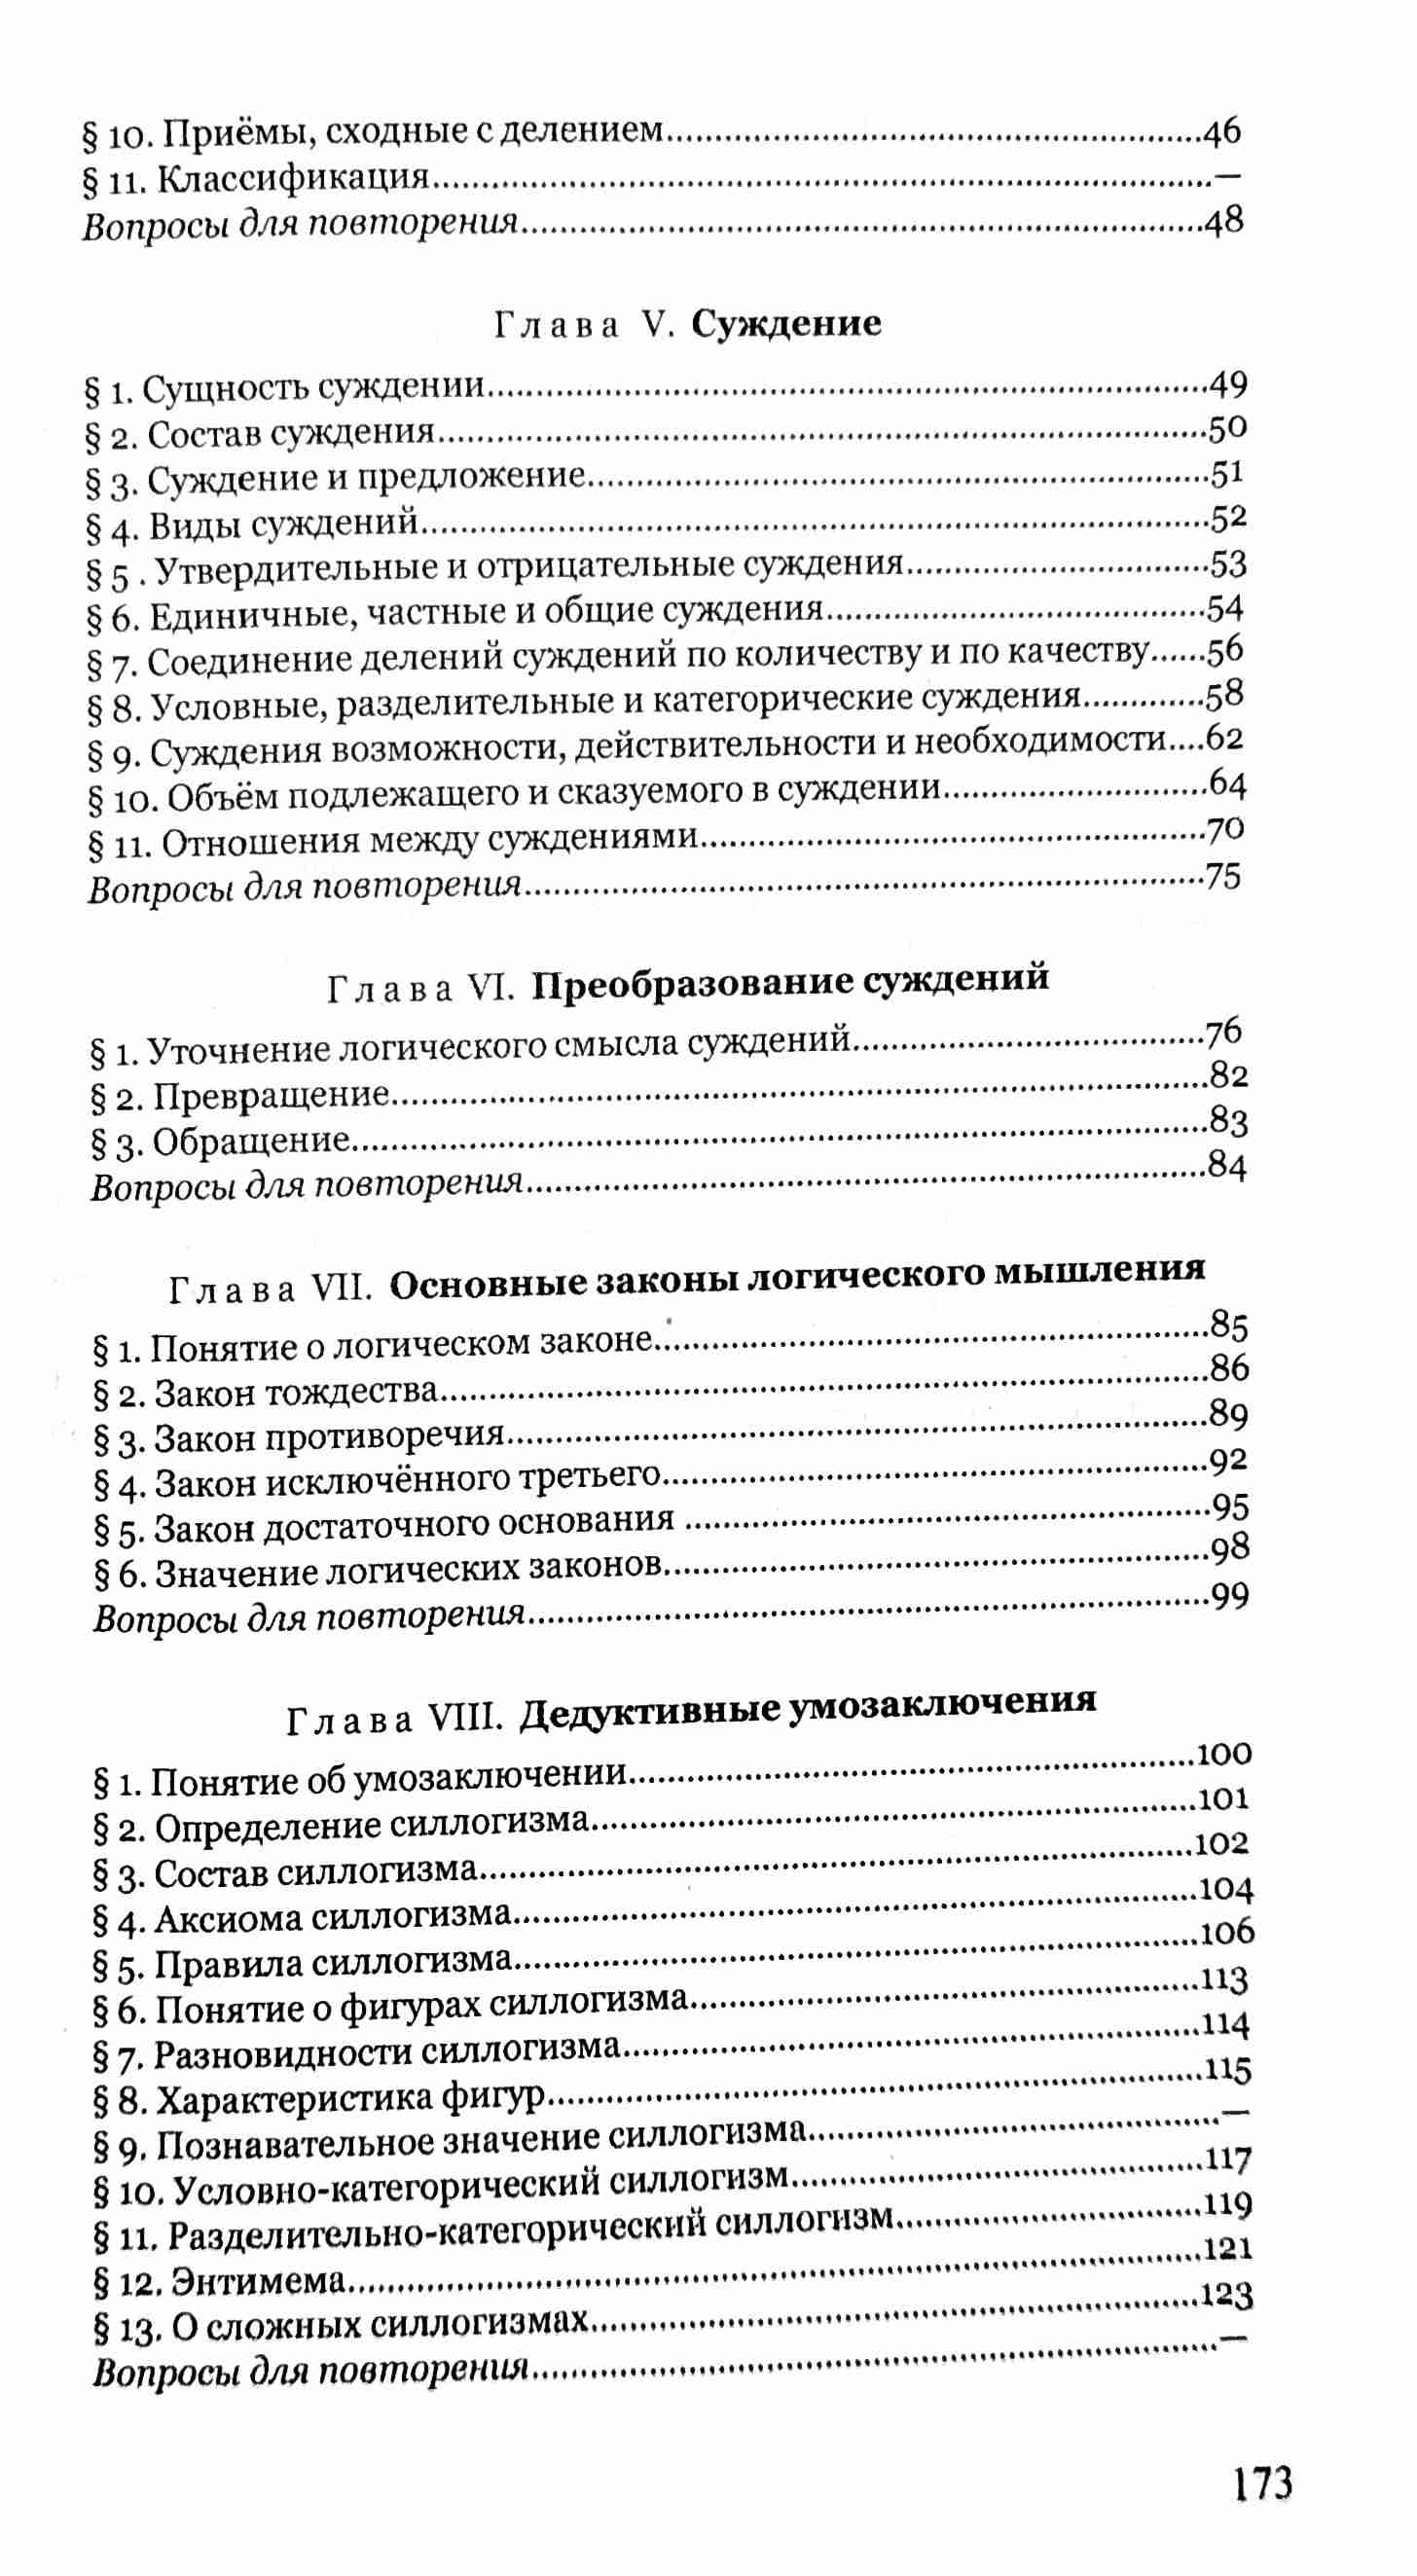 § 10. Приёмы, сходные с делением..........46
§ 11. Классификация..........—
Вопросы для повторения..........48
Глава V. Суждение
§ 1. Сущность суждении..........49
§ 2. Состав суждения..........50
§ 3. Суждение и предложение..........51
§ 4. Виды суждений..........52
§ 5 . Утвердительные и отрицательные суждения..........53
§ 6. Единичные, частные и общие суждения..........54
§ 7. Соединение делений суждений по количеству и по качеству......56
§ 8. Условные, разделительные и категорические суждения..........58
§ 9. Суждения возможности, действительности и необходимости....62
§ 10. Объём подлежащего и сказуемого в суждении..........64
§ 11. Отношения между суждениями..........70
Вопросы для повторения..........75
Глава VI. Преобразование суждений
§ 1. Уточнение логического смысла суждений..........76
§ 2. Превращение..........82
§ 3. Обращение..........83
Вопросы для повторения..........84
Глава VII. Основные законы логического мышления
§ 1. Понятие о логическом законе..........85
§ 2. Закон тождества..........86
§ 3. Закон противоречия..........89
§ 4. Закон исключённого третьего..........92
§ 5. Закон достаточного основания ..........95
§ 6. Значение логических законов..........98
Вопросы для повторения..........99
Глава VIII. Дедуктивные умозаключения
§ 1. Понятие об умозаключении..........100
§ 2. Определение силлогизма..........101
§ 3. Состав силлогизма..........102
§ 4. Аксиома силлогизма..........104
§ 5. Правила силлогизма..........106
§ 6. Понятие о фигурах силлогизма..........113
§ 7. Разновидности силлогизма..........114
§ 8. Характеристика фигур..........115
§ 9. Познавательное значение силлогизма..........—
§ 10. Условно-категорический силлогизм..........117
§ 11. Разделительно-категорический силлогизм..........119
§ 12. Энтимема..........121
§ 13. О сложных силлогизмах..........123
Вопросы для повторения..........—
173